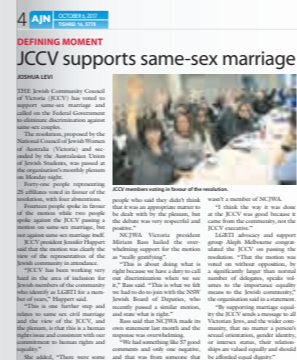 4 AJN OCTOBER 6, 2017
TISHREI 16, 5778
DEFINING MOMENT
JCCV supports same-sex marriage
JOSHUA LEVI
THE Jewish Community Council
of Victoria (JCCV) has voted to
support same-sex marriage and
called on the Federal Government
to eliminate discrimination against
same-sex couples.
The resolution, proposed by the
National Council of Jewish Women
of Australia (Victoria) and sec-
onded by the Australasian Union
of Jewish Students, was passed at
the organisation's monthly plenum
on Monday night.
Forty-one people representing
25 affiliates voted in favour of the
resolution, with four abstentions.
Fourteen people spoke in favour
of the motion while two people
spoke against the JCCV passing a
motion on same-sex marriage, but
not against same-sex marriage itself.
JCCV president Jennifer Huppert
said that the motion was clearly the
view of the representatives of the
Jewish community in attendance.
"JCCV has been working very
hard in the area of inclusion for
Jewish members of the community
who identify as LGBT for a num-
ber of years," Huppert said.
"This is one further step and
relates to same sex civil marriage
and the view of the JCCV, and
the plenum, is that this is a human
rights issue and consistent with our
commitment to human rights and
equality."
She added, "There were some
JCCV members voting in favour of the resolution.
people who said they didn't think
that it was an appropriate matter to
be dealt with by the plenum, but
the debate was very respectful and
positive."
NCJWA Victoria president
Miriam Bass hailed the over-
whelming support for the motion
as "really gratifying".
"This is about doing what is
right because we have a duty to call
out discrimination when we see
it," Bass said. "This is what we felt
we had to do to join with the NSW
Jewish Board of Deputies, who
recently passed a similar motion,
and state what is right."
Bass said that NCJWA made its
own statement last month and the
response was overwhelming.
"We had something like 57 good
comments and only one negative,
and that was from someone that
wasn't a member of NCJWA.
"I think the way it was done
at the JCCV was good because it
came from the community, not the
JCCV executive."
LGBTI advocacy and support
group Aleph Melbourne congrat-
ulated the JCCV on passing the
resolution. "That the motion was
voted on without opposition, by
a significantly larger than normal
number of delegates, speaks vol-
umes to the importance equality
means to the Jewish community,"
the organisation said in a statement.
"By supporting marriage equal-
ity the JCCV sends a message to all
Victorian Jews, and the wider com-
munity, that no matter a person's
sexual orientation, gender identity,
or intersex status, their relation-
ships are valued equally and should
be afforded equal dignity."